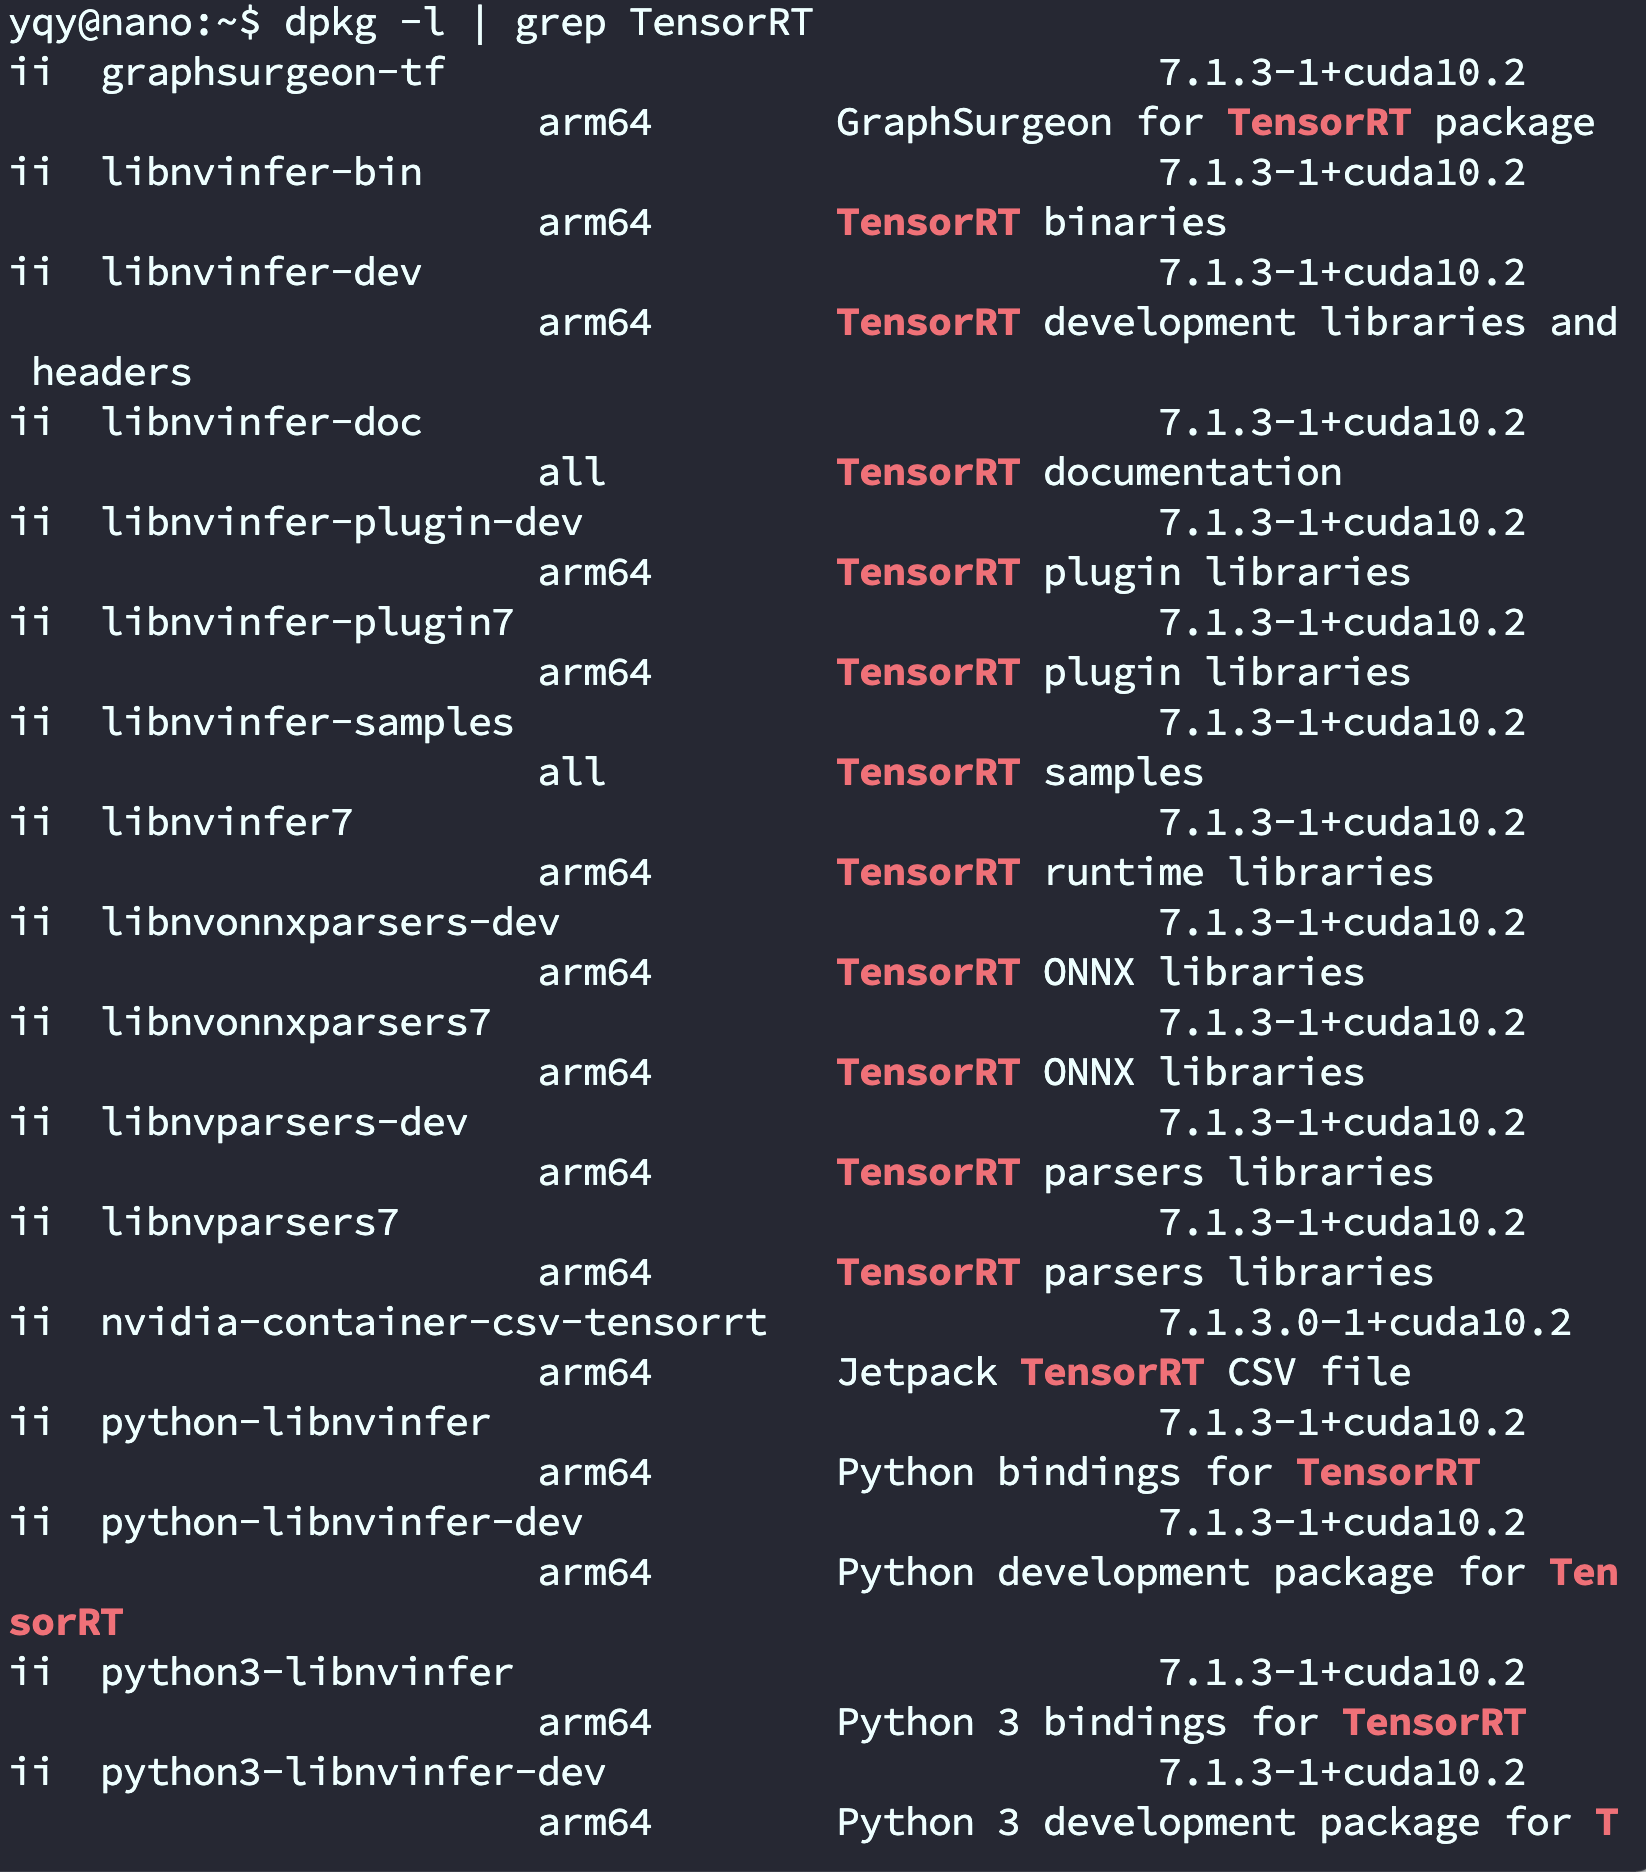 yqy@nano:~$ dpkg -l | grep TensorRT
ii  graphsurgeon-tf                               7.1.3-1+cuda10.2
                       arm64        GraphSurgeon for TensorRT package
ii  libnvinfer-bin                                7.1.3-1+cuda10.2
                       arm64        TensorRT binaries
ii  libnvinfer-dev                                7.1.3-1+cuda10.2
                       arm64        TensorRT development libraries and
 headers
ii  libnvinfer-doc                                7.1.3-1+cuda10.2
                       all          TensorRT documentation
ii  libnvinfer-plugin-dev                         7.1.3-1+cuda10.2
                       arm64        TensorRT plugin libraries
ii  libnvinfer-plugin7                            7.1.3-1+cuda10.2
                       arm64        TensorRT plugin libraries
ii  libnvinfer-samples                            7.1.3-1+cuda10.2
                       all          TensorRT samples
ii  libnvinfer7                                   7.1.3-1+cuda10.2
                       arm64        TensorRT runtime libraries
ii  libnvonnxparsers-dev                          7.1.3-1+cuda10.2
                       arm64        TensorRT ONNX libraries
ii  libnvonnxparsers7                             7.1.3-1+cuda10.2
                       arm64        TensorRT ONNX libraries
ii  libnvparsers-dev                              7.1.3-1+cuda10.2
                       arm64        TensorRT parsers libraries
ii  libnvparsers7                                 7.1.3-1+cuda10.2
                       arm64        TensorRT parsers libraries
ii  nvidia-container-csv-tensorrt                 7.1.3.0-1+cuda10.2
                       arm64        Jetpack TensorRT CSV file
ii  python-libnvinfer                             7.1.3-1+cuda10.2
                       arm64        Python bindings for TensorRT
ii  python-libnvinfer-dev                         7.1.3-1+cuda10.2
                       arm64        Python development package for Ten
sorRT
ii  python3-libnvinfer                            7.1.3-1+cuda10.2
                       arm64        Python 3 bindings for TensorRT
ii  python3-libnvinfer-dev                        7.1.3-1+cuda10.2
                       arm64        Python 3 development package for T